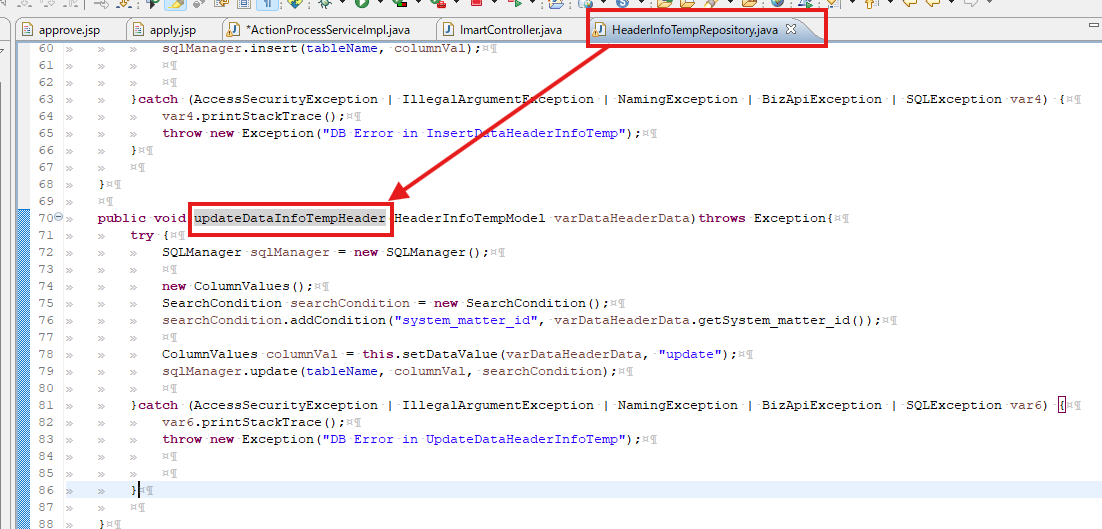 approve.jsp apply.jsp *ActionProcessServiceImpl.java ImartController.java HeaderInfoTempRepository.java
60 sqlManager.insert(tableName, columnVal);
61
62
63 }catch (AccessSecurityException | IllegalArgumentException | NamingException | BizApiException | SQLException var4) {
64 var4.printStackTrace();
65 throw new Exception("DB Error in InsertDataHeaderInfoTemp");
66 }
67
68 }
69
70 public void updateDataInfoTempHeader HeaderInfoTempModel varDataHeaderData)throws Exception{
71 try {
72 SQLManager sqlManager = new SQLManager();
73
74 new ColumnValues();
75 SearchCondition searchCondition = new SearchCondition();
76 searchCondition.addCondition("system_matter_id", varDataHeaderData.getSystem_matter_id());
77
78 ColumnValues columnVal = this.setDataValue(varDataHeaderData, "update");
79 sqlManager.update(tableName, columnVal, searchCondition);
80
81 }catch (AccessSecurityException | IllegalArgumentException | NamingException | BizApiException | SQLException var6) {
82 var6.printStackTrace();
83 throw new Exception("DB Error in UpdateDataHeaderInfoTemp");
84
85
86 }
87
88 }